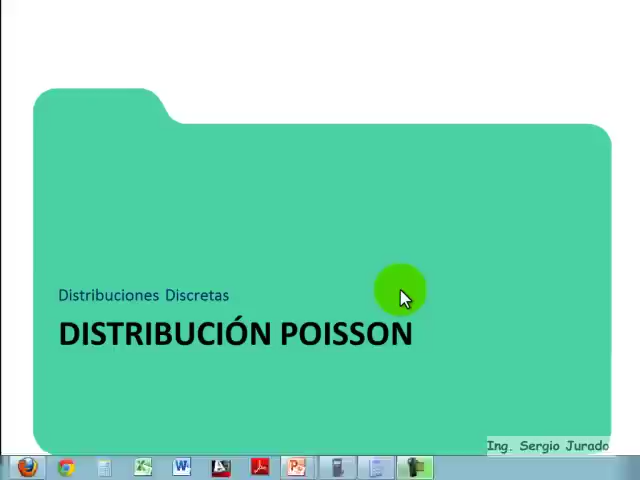 Distribuciones Discretas
DISTRIBUCIÓN POISSON
Ing. Sergio Jurado